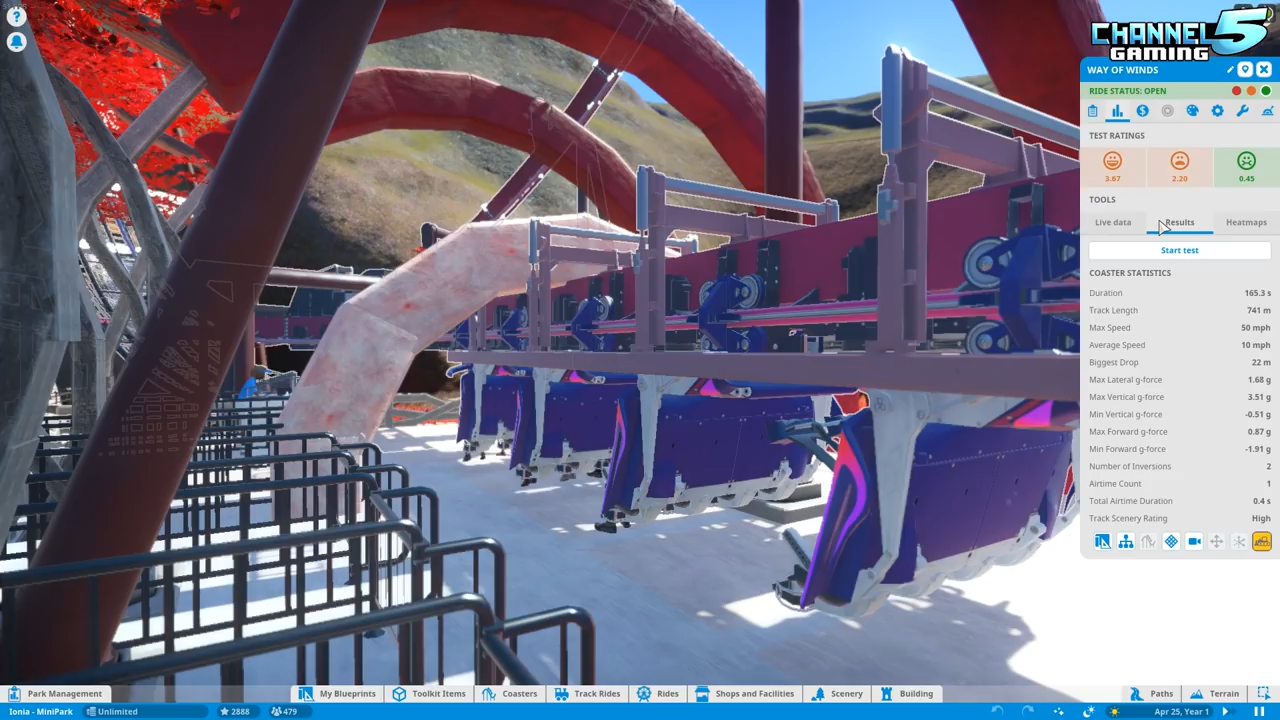 CHANNEL 5
GAMING
WAY OF WINDS
RIDE STATUS: OPEN
TEST RATINGS
3.67 2.20 0.45
TOOLS
Live data Results Heatmaps
Start test
COASTER STATISTICS
Duration 165.3 s
Track Length 741 m
Max Speed 50 mph
Average Speed 10 mph
Biggest Drop 22 m
Max Lateral g-force 1.68 g
Max Vertical g-force 3.51 g
Min Vertical g-force -0.51 g
Max Forward g-force 0.87 g
Min Forward g-force -1.91 g
Number of Inversions 2
Airtime Count 1
Total Airtime Duration 0.4 s
Track Scenery Rating High
Park Management My Blueprints Toolkit Items Coasters Track Rides Rides Shops and Facilities Scenery Building Paths Terrain
Ionia - MiniPark Unlimited 2888 479 Apr 25, Year 1